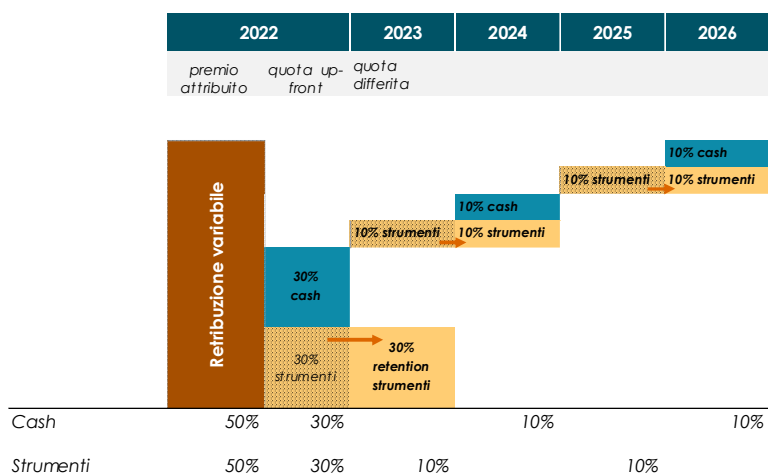 2022 2023 2024 2025 2026
premio attribuito
quota up-front
quota differita
10% cash
10% strumenti 10% strumenti
10% cash
10% strumenti 10% strumenti
Retribuzione variabile
30%
cash
30%
strumenti
30%
retention
strumenti
Cash 50% 30% 10% 10%
Strumenti 50% 30% 10% 10%